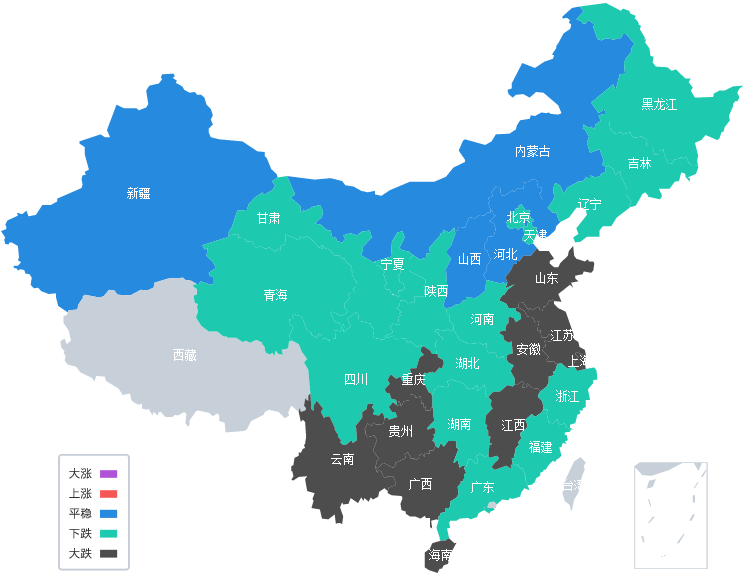 黑龙江
内蒙古
吉林
新疆
辽宁
甘肃
北京
天津
宁夏
山西
河北
山东
青海
陕西
河南
江苏
安徽
西藏
上海
湖北
四川
重庆
浙江
湖南
江西
贵州
福建
云南
广西
广东
台湾
海南
大涨
上涨
平稳
下跌
大跌